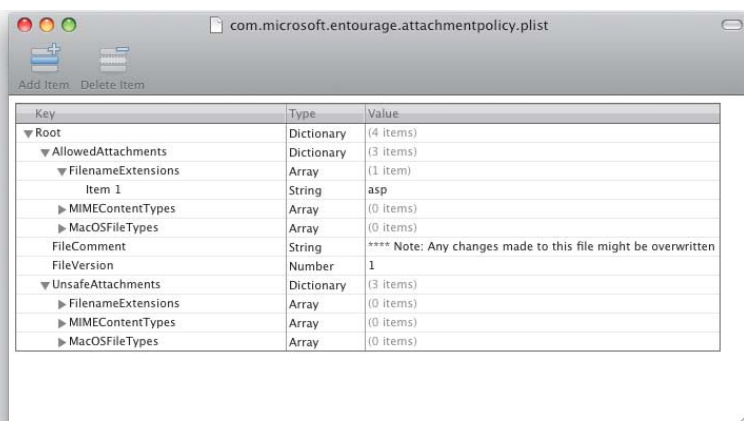 com.microsoft.entourage.attachmentpolicy.plist
Add Item Delete Item
Key Type Value
Root Dictionary (4 items)
AllowedAttachments Dictionary (3 items)
FilenameExtensions Array (1 item)
Item 1 String asp
MIMEContentTypes Array (0 items)
MacOSFileTypes Array (0 items)
FileComment String **** Note: Any changes made to this file might be overwritten
FileVersion Number 1
UnsafeAttachments Dictionary (3 items)
FilenameExtensions Array (0 items)
MIMEContentTypes Array (0 items)
MacOSFileTypes Array (0 items)